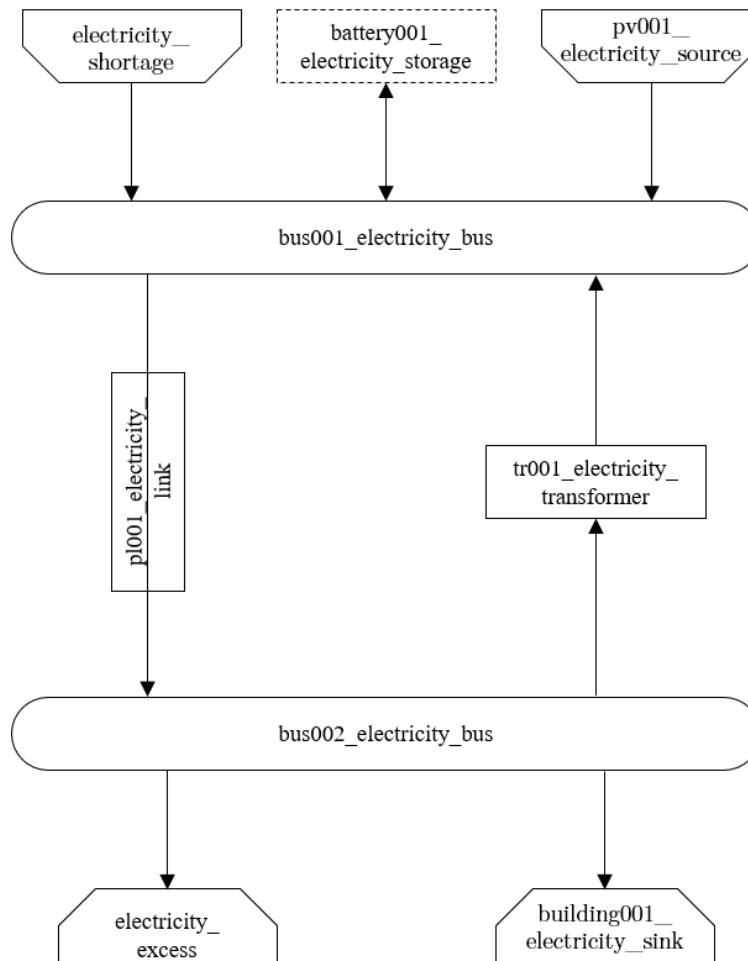 electricity_
shortage
battery001_
electricity_storage
pv001_
electricity_source
bus001_electricity_bus
pl001_electricity_
link
tr001_electricity_
transformer
bus002_electricity_bus
electricity_
excess
building001_
electricity_sink